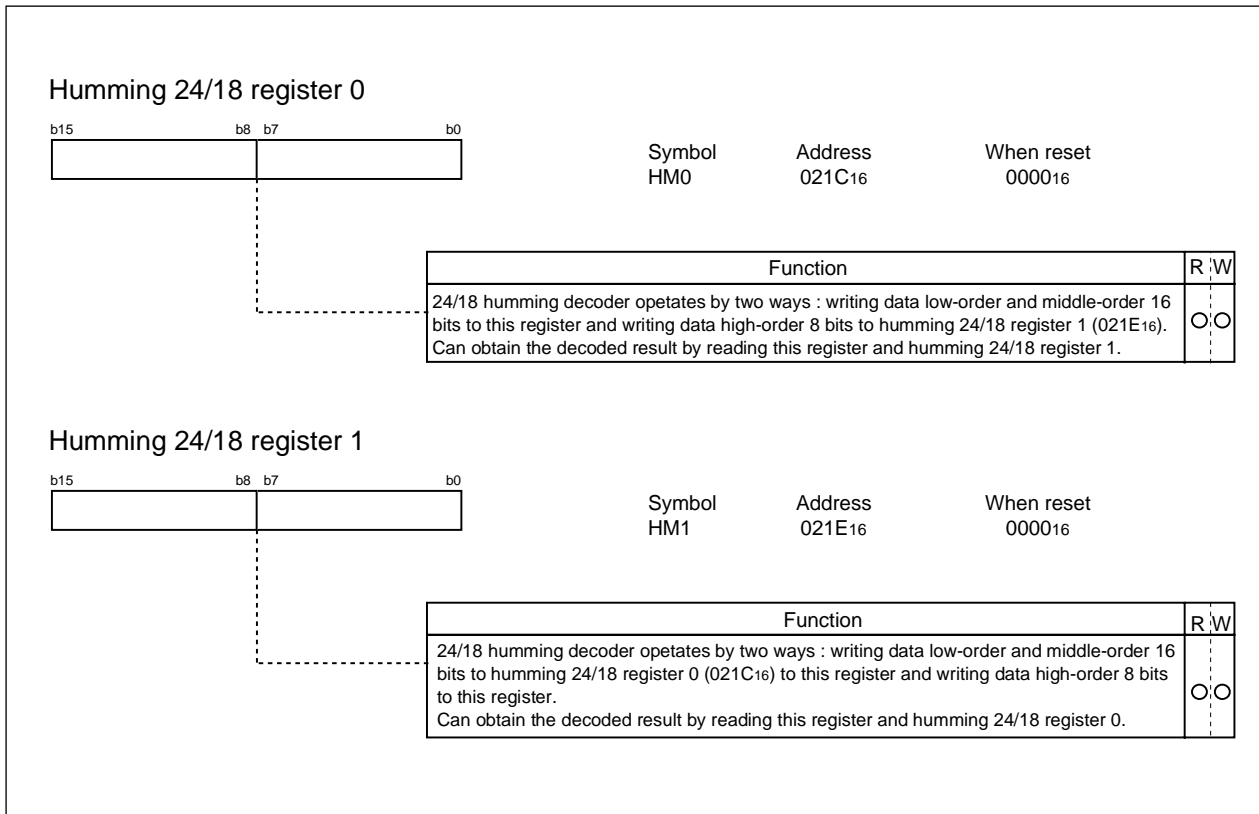 Humming 24/18 register 0
b15 b8 b7 b0
Symbol Address When reset
HM0 021C16 000016
Function R W
24/18 humming decoder opetates by two ways : writing data low-order and middle-order 16
bits to this register and writing data high-order 8 bits to humming 24/18 register 1 (021E16).
Can obtain the decoded result by reading this register and humming 24/18 register 1.
Humming 24/18 register 1
b15 b8 b7 b0
Symbol Address When reset
HM1 021E16 000016
Function R W
24/18 humming decoder opetates by two ways : writing data low-order and middle-order 16
bits to humming 24/18 register 0 (021C16) to this register and writing data high-order 8 bits
to this register.
Can obtain the decoded result by reading this register and humming 24/18 register 0.